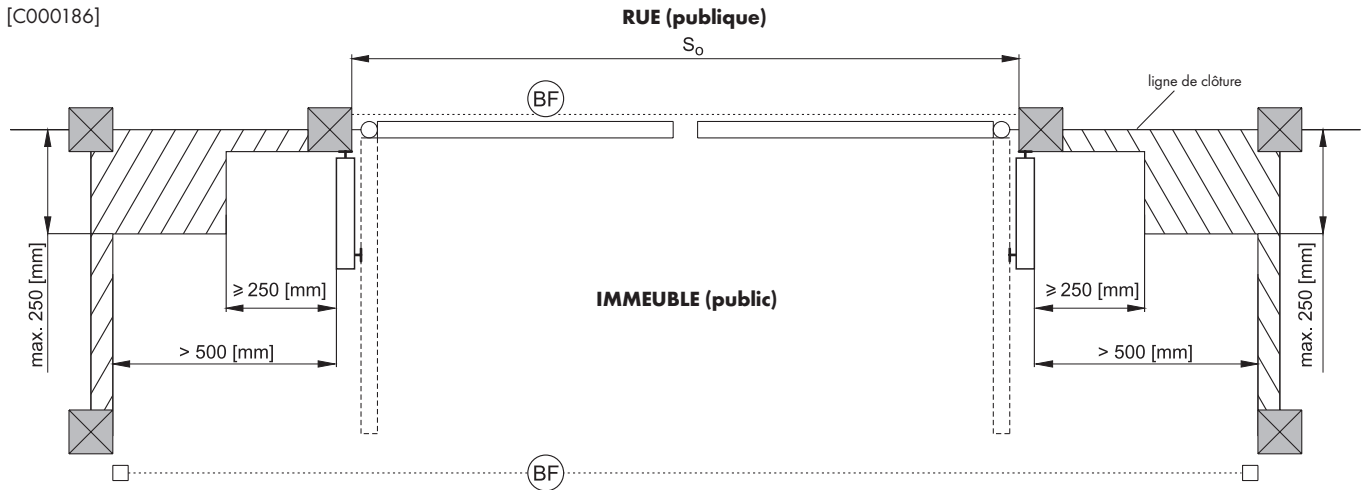 [C000186]
RUE (publique)
So
BF
ligne de clôture
max. 250 [mm]
⩾ 250 [mm]
> 500 [mm]
IMMEUBLE (public)
⩾ 250 [mm]
> 500 [mm]
max. 250 [mm]
BF